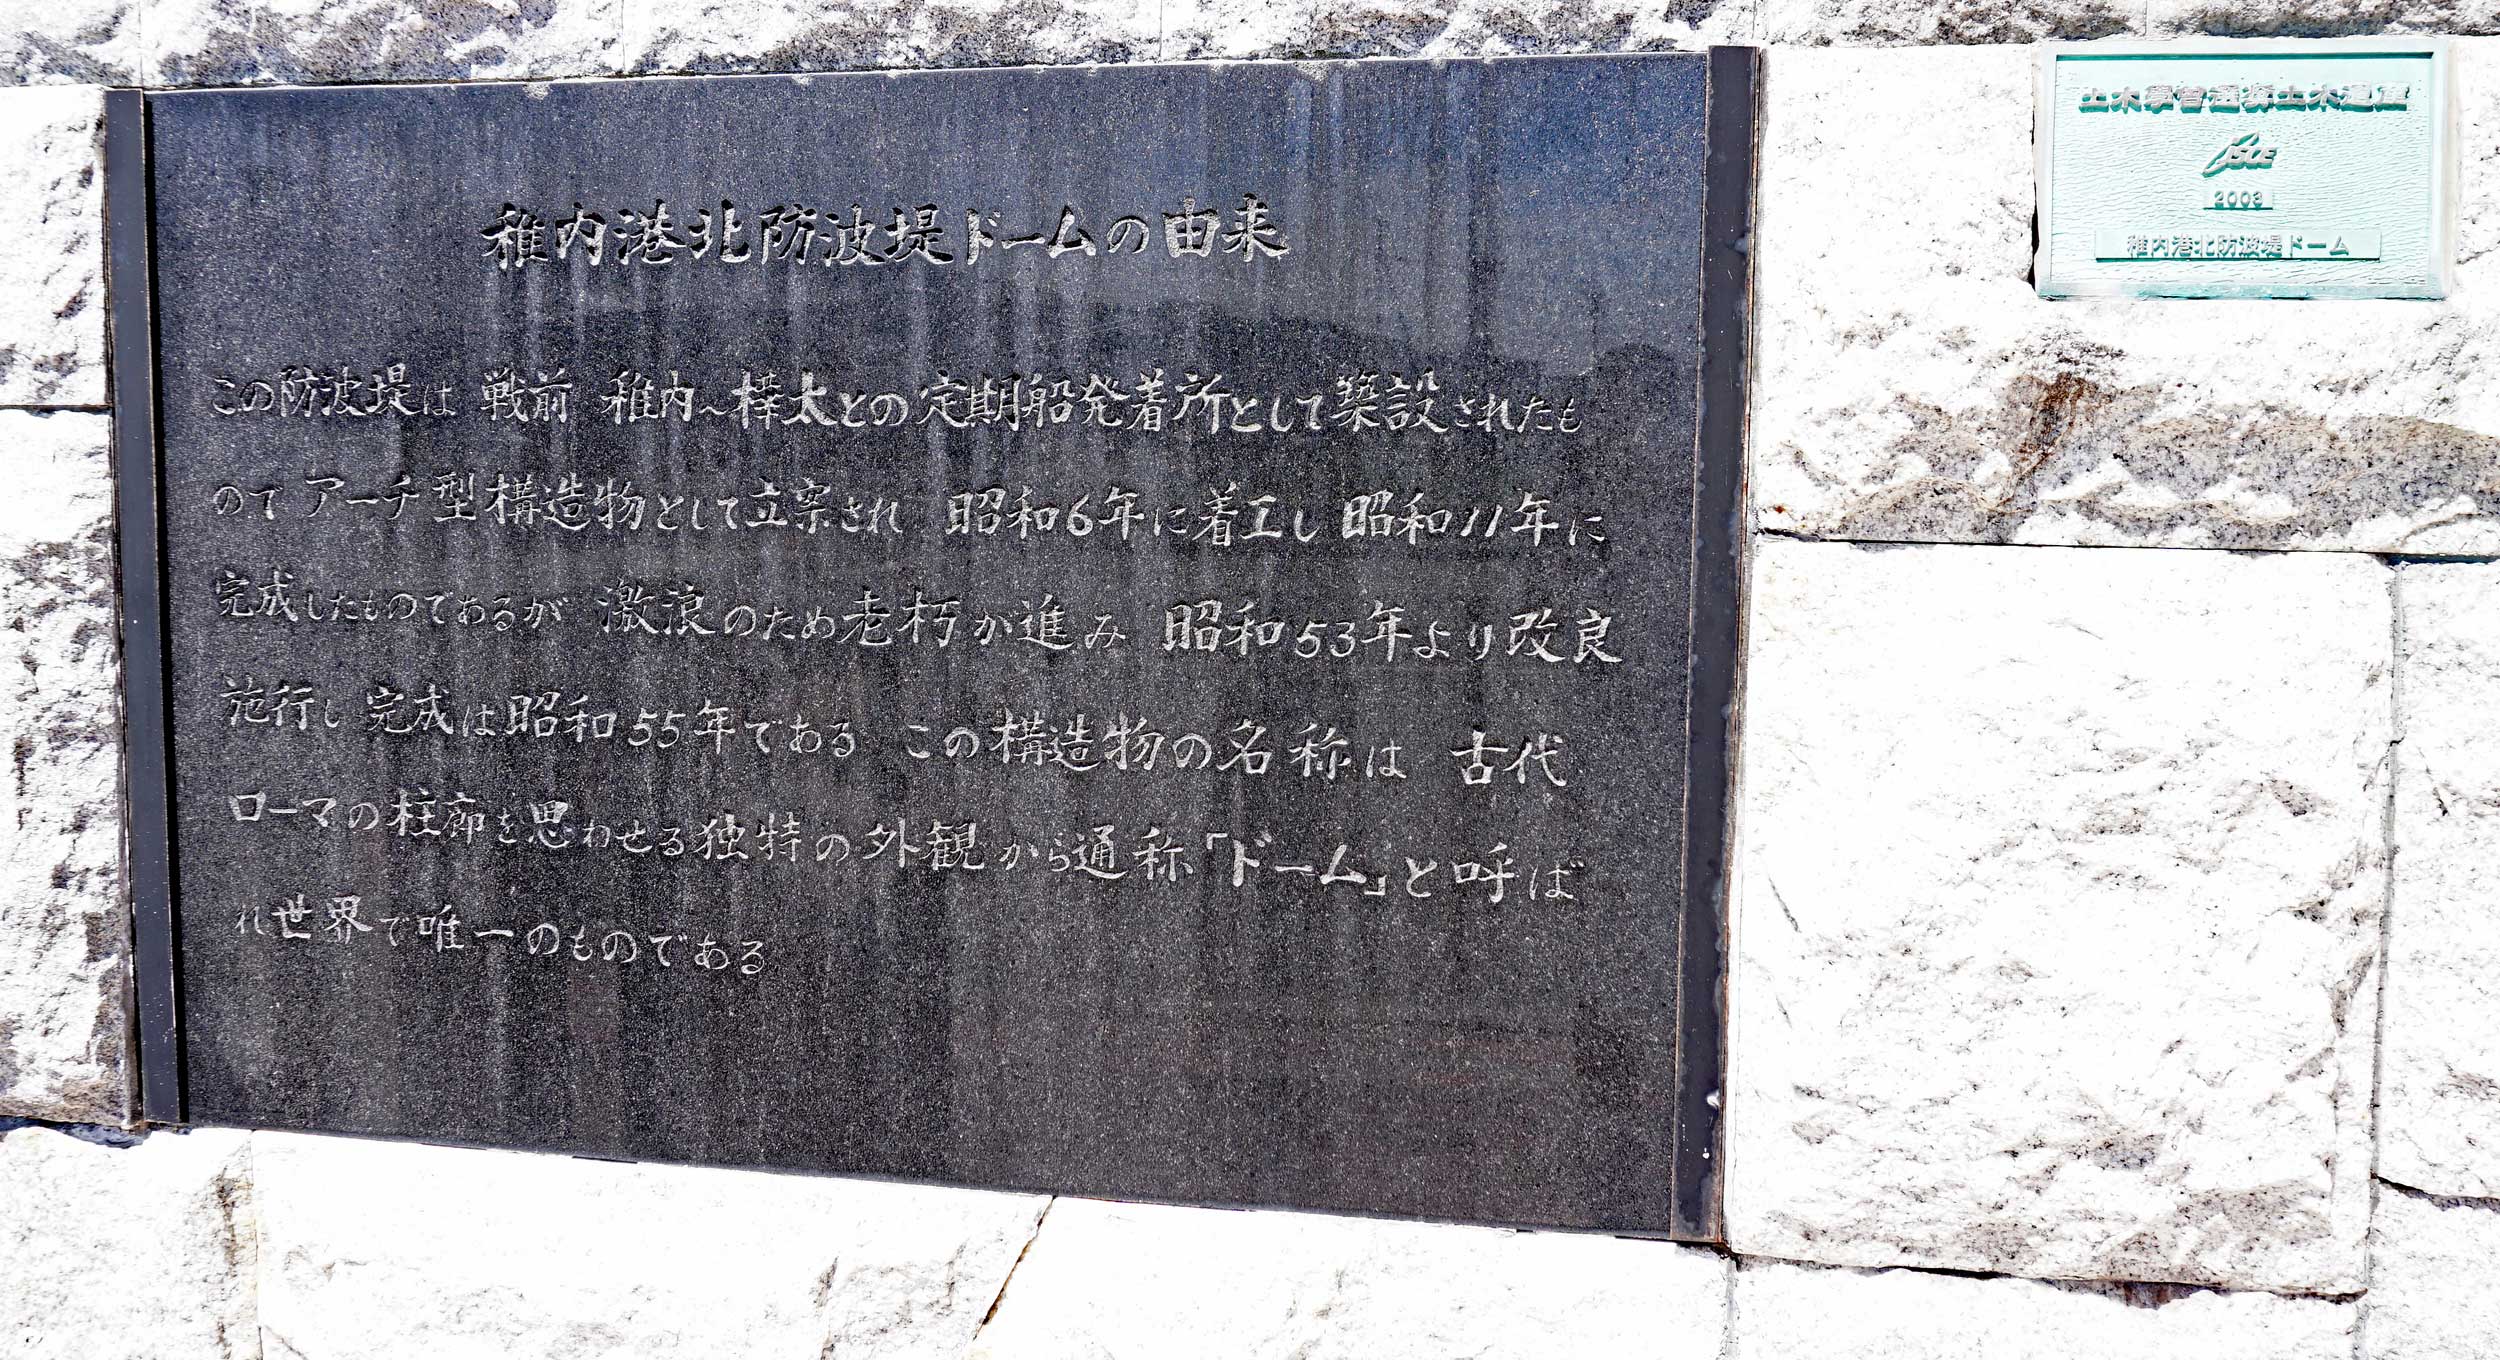 稚内港北防波堤ドームの由来
この防波堤は 戦前 稚内~樺太との定期船発着所として築設されたも
のて アーチ型構造物として立案され 昭和6年に着工し 昭和11年に
完成したものであるが 激浪のため老朽が進み 昭和53年より改良
施行し 完成は昭和55年である この構造物の名称は 古代
ローマの柱廊を思わせる独特の外観から通称「ドーム」と呼ば
れ世界で唯一のものである
土木學會選奨土木遺産
JSCE
2003
稚内港北防波堤ドーム